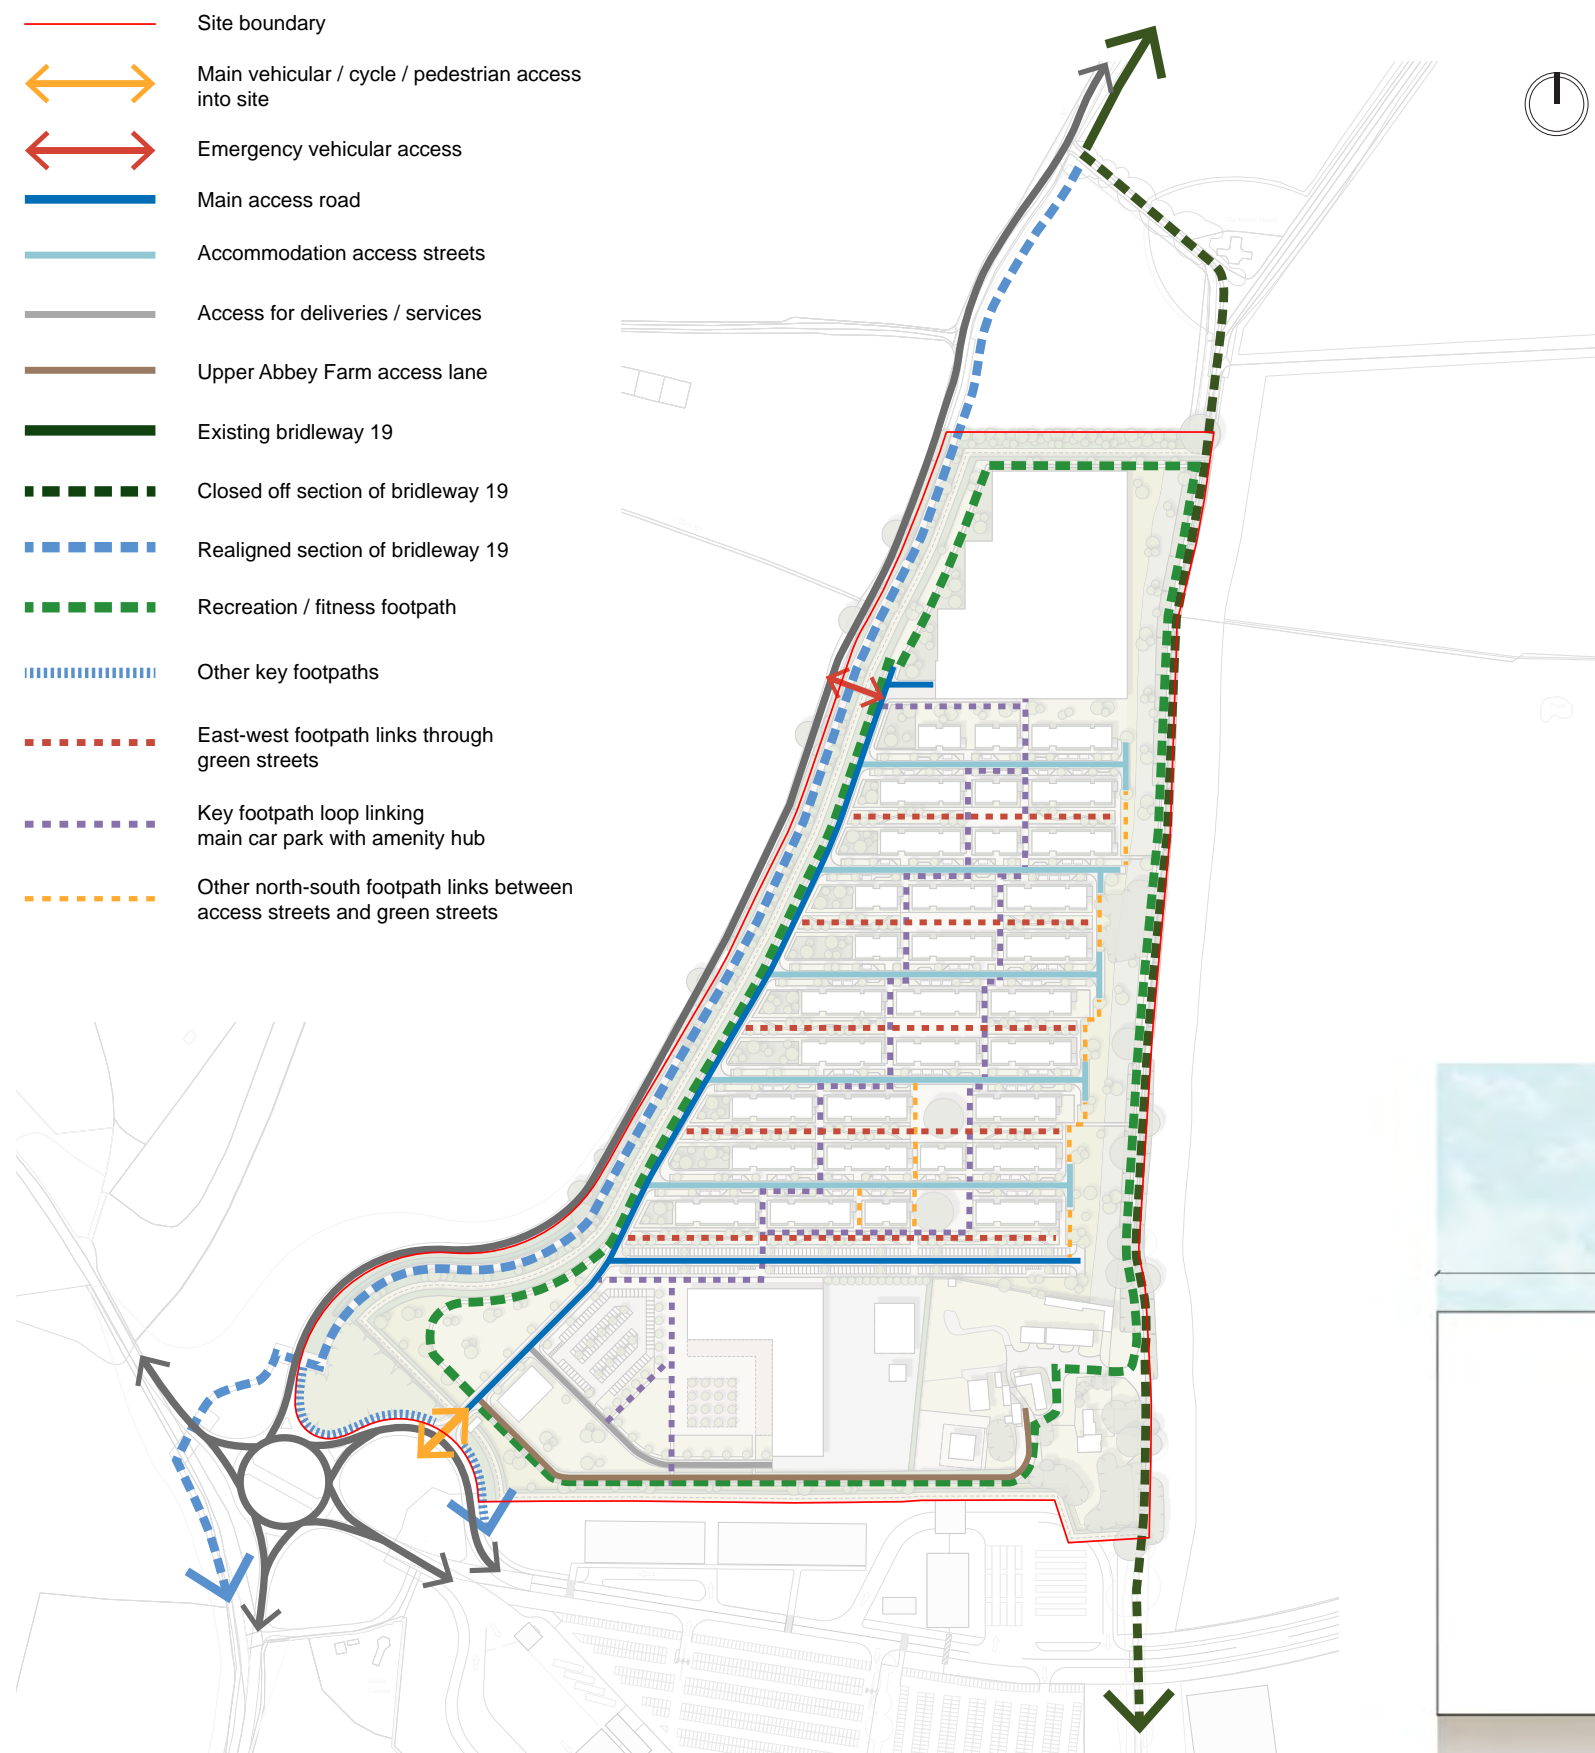 Site boundary
Main vehicular / cycle / pedestrian access
into site
Emergency vehicular access
Main access road
Accommodation access streets
Access for deliveries / services
Upper Abbey Farm access lane
Existing bridleway 19
Closed off section of bridleway 19
Realigned section of bridleway 19
Recreation / fitness footpath
Other key footpaths
East-west footpath links through
green streets
Key footpath loop linking
main car park with amenity hub
Other north-south footpath links between
access streets and green streets